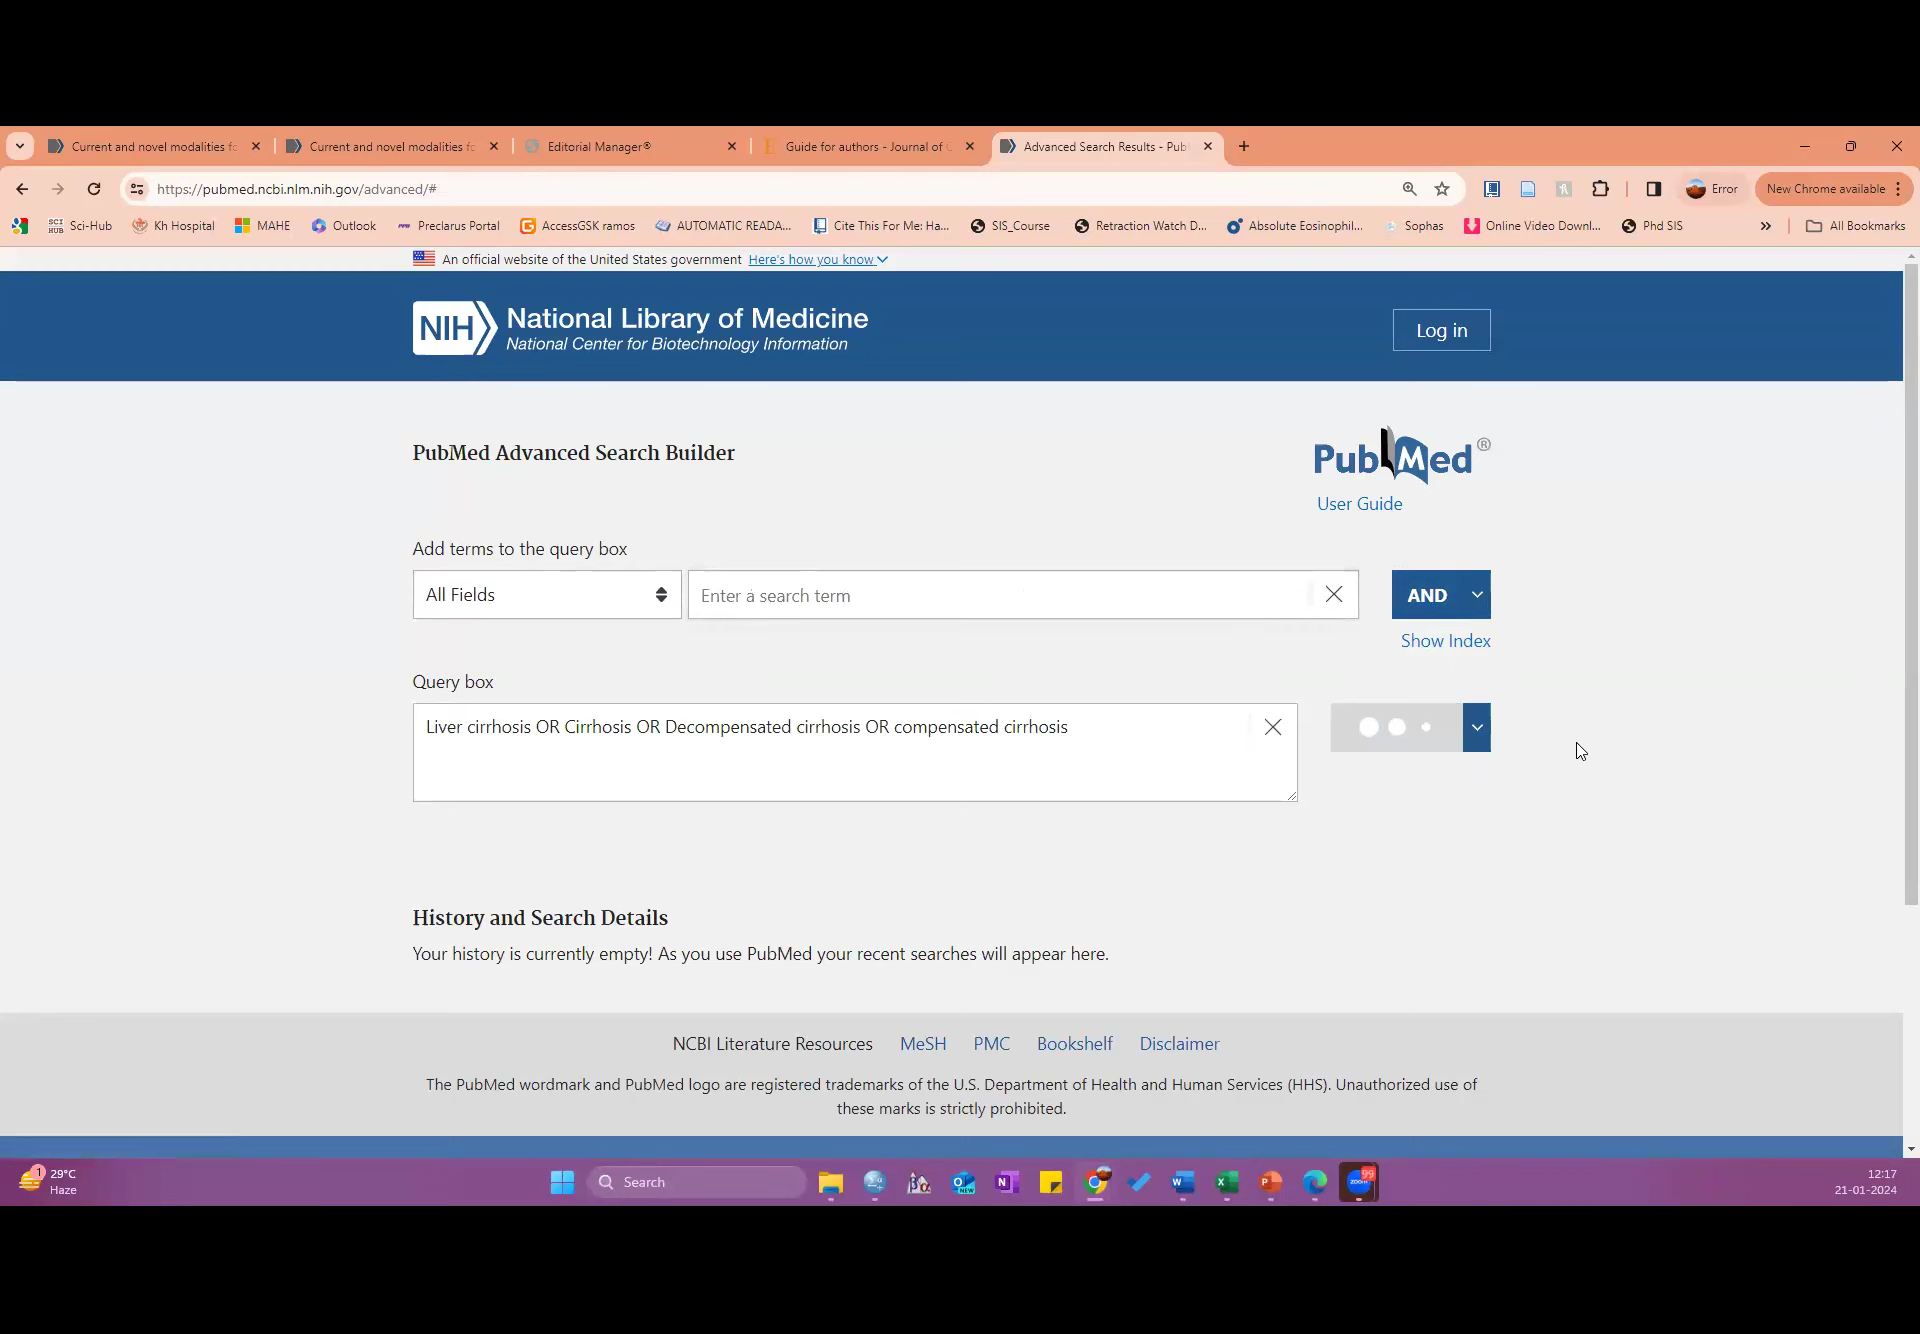 Current and novel modalities fo
Current and novel modalities fo
Editorial Manager®
Guide for authors - Journal of C
Advanced Search Results - Pub
https://pubmed.ncbi.nlm.nih.gov/advanced/#
Error
New Chrome available
SCI HUB Sci-Hub
Kh Hospital
MAHE
Outlook
Preclarus Portal
AccessGSK ramos
AUTOMATIC READA...
Cite This For Me: Ha...
SIS_Course
Retraction Watch D...
Absolute Eosinophil...
Sophas
Online Video Downl...
Phd SIS
All Bookmarks
An official website of the United States government Here's how you know
NIH National Library of Medicine
National Center for Biotechnology Information
Log in
PubMed Advanced Search Builder
PubMed®
User Guide
Add terms to the query box
All Fields
Enter a search term
AND
Show Index
Query box
Liver cirrhosis OR Cirrhosis OR Decompensated cirrhosis OR compensated cirrhosis
History and Search Details
Your history is currently empty! As you use PubMed your recent searches will appear here.
NCBI Literature Resources MeSH PMC Bookshelf Disclaimer
The PubMed wordmark and PubMed logo are registered trademarks of the U.S. Department of Health and Human Services (HHS). Unauthorized use of
these marks is strictly prohibited.
1
29°C
Haze
Search
NEW
99
zoom
12:17
21-01-2024